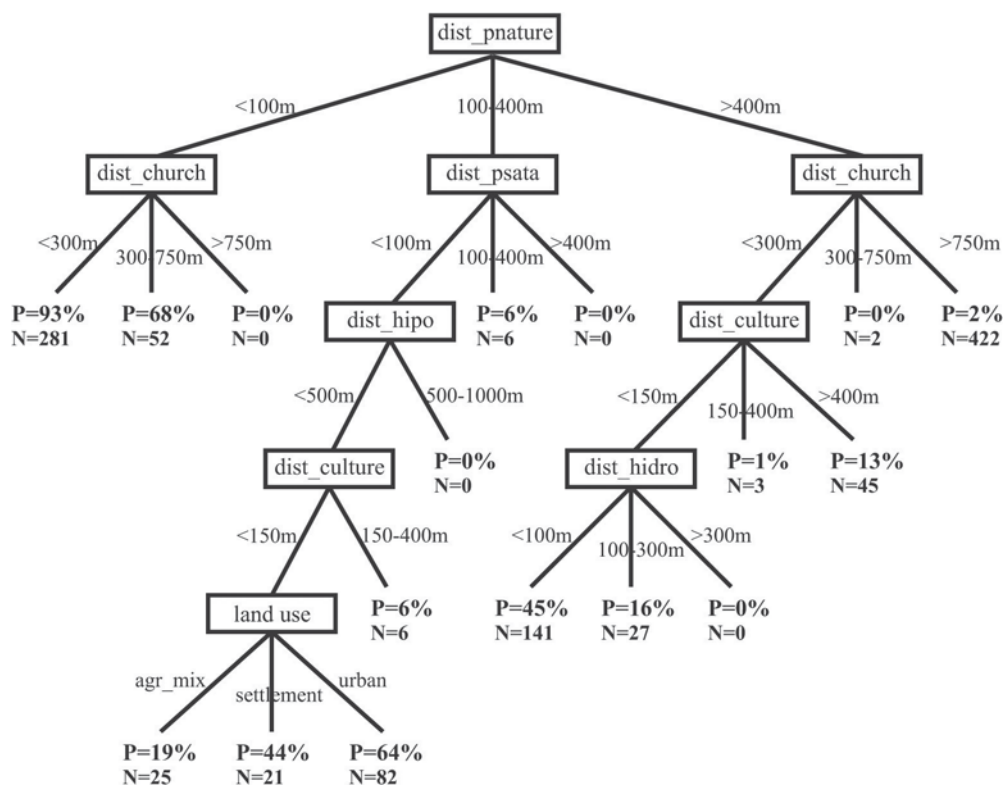 dist_pnature
<100m
100-400m
>400m
dist_church
dist_psata
dist_church
<300m
300-750m
>750m
<100m
100-400m
>400m
<300m
300-750m
>750m
P=93%
N=281
P=68%
N=52
P=0%
N=0
dist_hipo
P=6%
N=6
P=0%
N=0
dist_culture
P=0%
N=2
P=2%
N=422
<500m
500-1000m
<150m
150-400m
>400m
dist_culture
P=0%
N=0
dist_hidro
P=1%
N=3
P=13%
N=45
<150m
150-400m
<100m
100-300m
>300m
land use
P=6%
N=6
P=45%
N=141
P=16%
N=27
P=0%
N=0
agr_mix
settlement
urban
P=19%
N=25
P=44%
N=21
P=64%
N=82